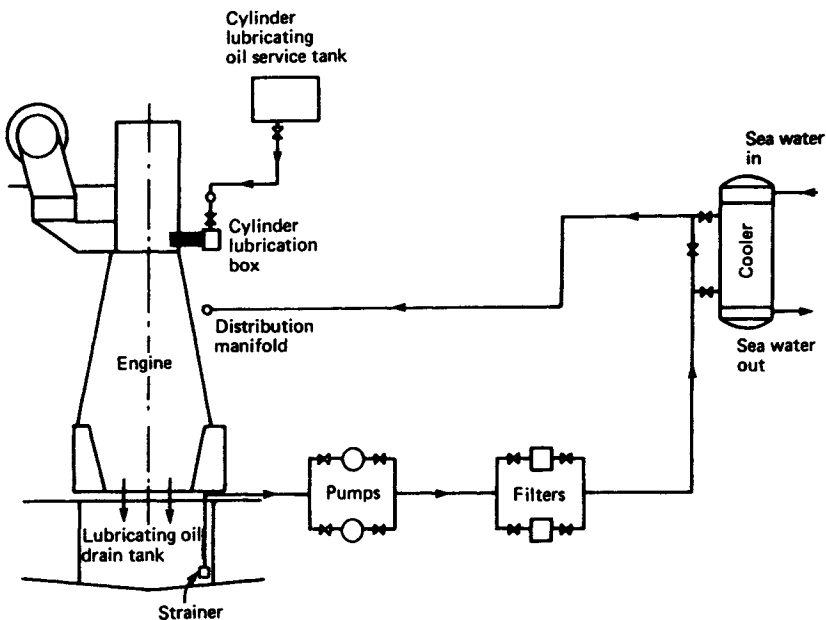 Cylinder
lubricating
oil service tank
Sea water
in
Cylinder
lubrication
box
Cooler
Distribution
manifold
Engine
Sea water
out
Pumps
Filters
Lubricating oil
drain tank
Strainer